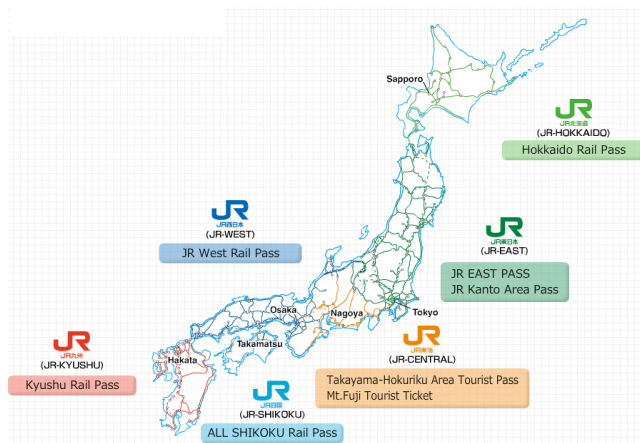 Sapporo
JR
JR北海道
(JR-HOKKAIDO)
Hokkaido Rail Pass
JR
JR西日本
(JR-WEST)
JR West Rail Pass
JR
JR東日本
(JR-EAST)
JR EAST PASS
JR Kanto Area Pass
Osaka
Nagoya
Tokyo
Takamatsu
Hakata
JR
JR九州
(JR-KYUSHU)
Kyushu Rail Pass
JR
JR東海
(JR-CENTRAL)
Takayama-Hokuriku Area Tourist Pass
Mt.Fuji Tourist Ticket
JR
JR四国
(JR-SHIKOKU)
ALL SHIKOKU Rail Pass